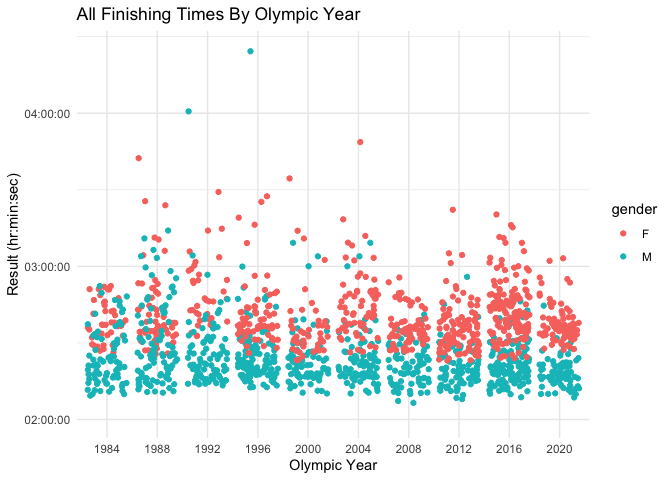 All Finishing Times By Olympic Year
04:00:00
03:00:00
02:00:00
Result (hr:min:sec)
1984 1988 1992 1996 2000 2004 2008 2012 2016 2020
Olympic Year
gender
F
M